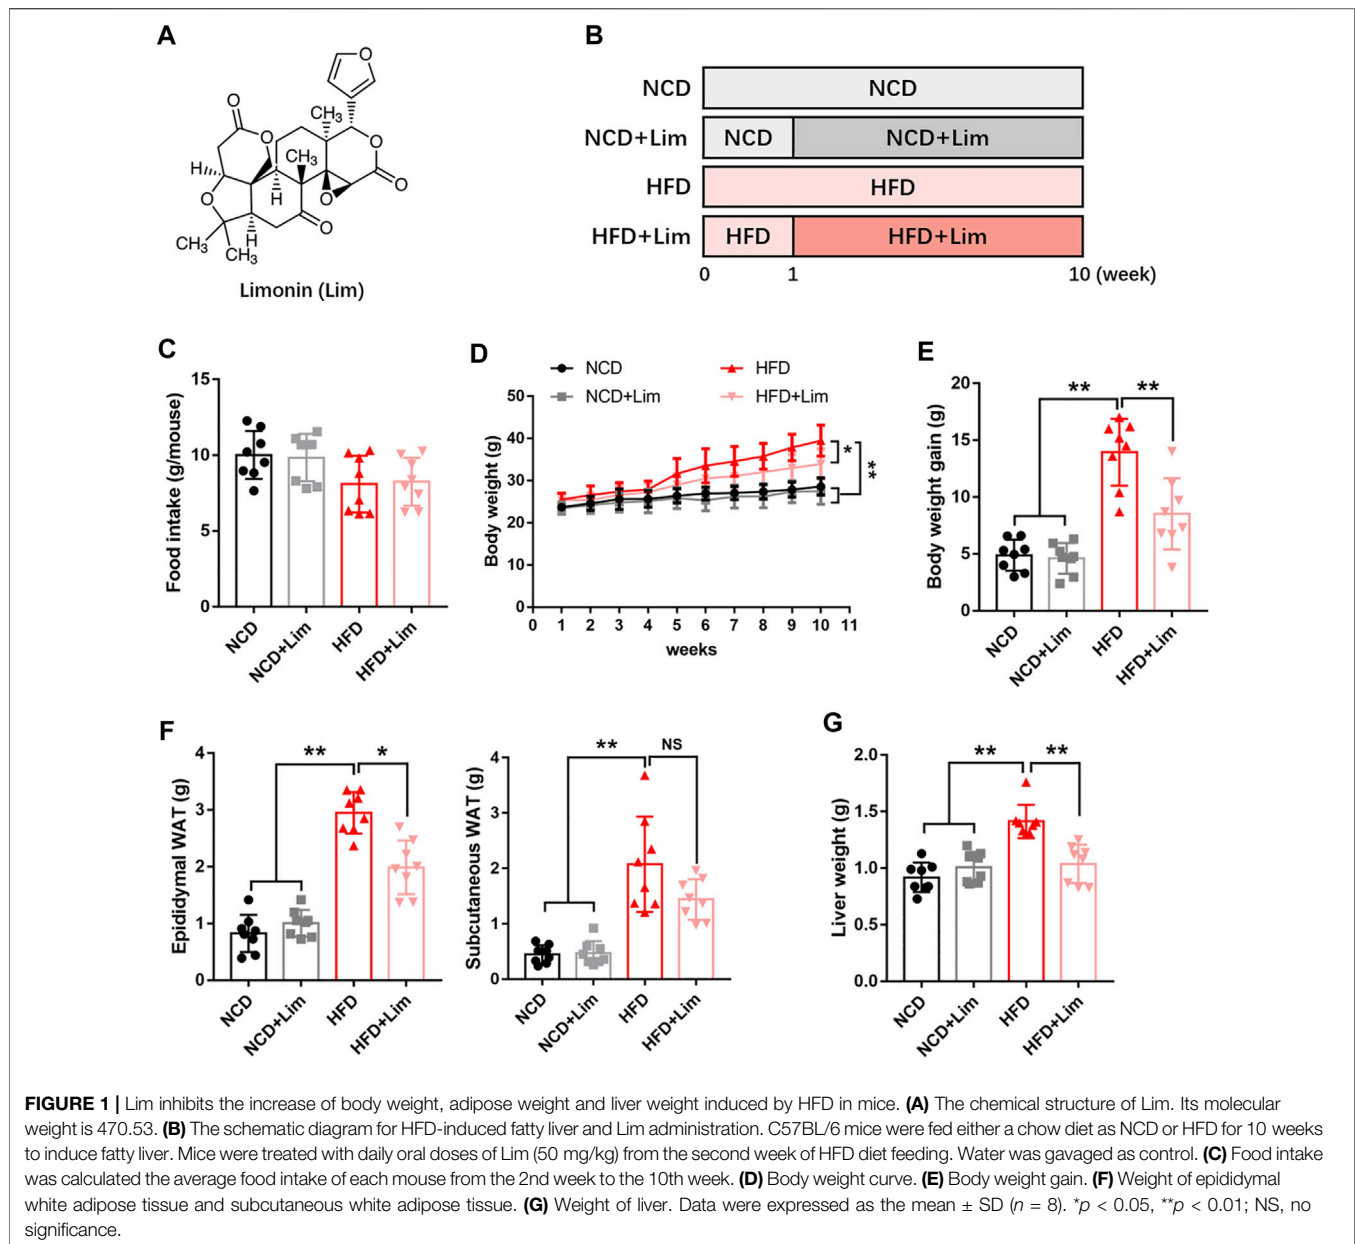 A
O
O
CH₃
O
CH₃
O
H
O
O
H
O
CH₃
H
O
CH₃
Limonin (Lim)
B
NCD
NCD
NCD+Lim
NCD
NCD+Lim
HFD
HFD
HFD+Lim
HFD
HFD+Lim
0
1
10 (week)
C
Food intake (g/mouse)
15
10
5
0
NCD
NCD+Lim
HFD
HFD+Lim
D
NCD
NCD+Lim
HFD
HFD+Lim
Body weight (g)
50
40
30
20
10
0
0 1 2 3 4 5 6 7 8 9 10 11
weeks
*
**
E
Body weight gain (g)
20
15
10
5
0
**
**
NCD
NCD+Lim
HFD
HFD+Lim
F
Epididymal WAT (g)
4
3
2
1
0
**
*
NCD
NCD+Lim
HFD
HFD+Lim
Subcutaneous WAT (g)
4
3
2
1
0
**
NS
NCD
NCD+Lim
HFD
HFD+Lim
G
Liver weight (g)
2.0
1.5
1.0
0.5
0.0
**
**
NCD
NCD+Lim
HFD
HFD+Lim
FIGURE 1 | Lim inhibits the increase of body weight, adipose weight and liver weight induced by HFD in mice. (A) The chemical structure of Lim. Its molecular
weight is 470.53. (B) The schematic diagram for HFD-induced fatty liver and Lim administration. C57BL/6 mice were fed either a chow diet as NCD or HFD for 10 weeks
to induce fatty liver. Mice were treated with daily oral doses of Lim (50 mg/kg) from the second week of HFD diet feeding. Water was gavaged as control. (C) Food intake
was calculated the average food intake of each mouse from the 2nd week to the 10th week. (D) Body weight curve. (E) Body weight gain. (F) Weight of epididymal
white adipose tissue and subcutaneous white adipose tissue. (G) Weight of liver. Data were expressed as the mean ± SD (n = 8). *p < 0.05, **p < 0.01; NS, no
significance.